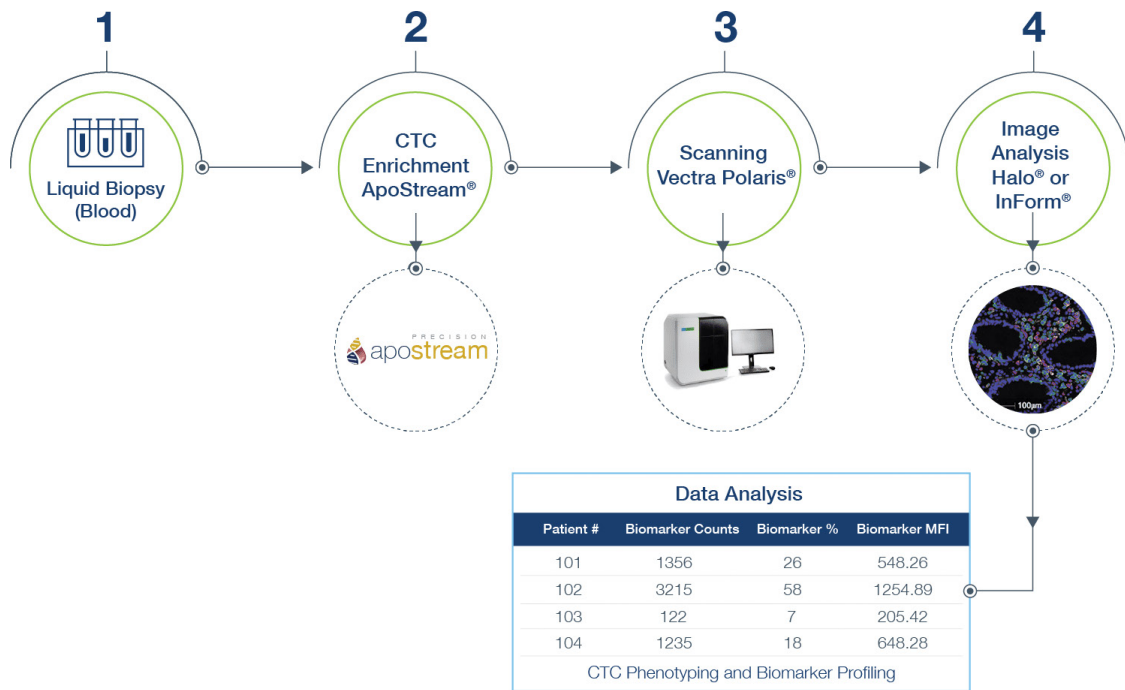 1
2
3
4
Liquid Biopsy
(Blood)
CTC
Enrichment
ApoStream®
Scanning
Vectra Polaris®
Image
Analysis
Halo® or
InForm®
PRECISION
apostream
100µm
Data Analysis
Patient # Biomarker Counts Biomarker % Biomarker MFI
101 1356 26 548.26
102 3215 58 1254.89
103 122 7 205.42
104 1235 18 648.28
CTC Phenotyping and Biomarker Profiling